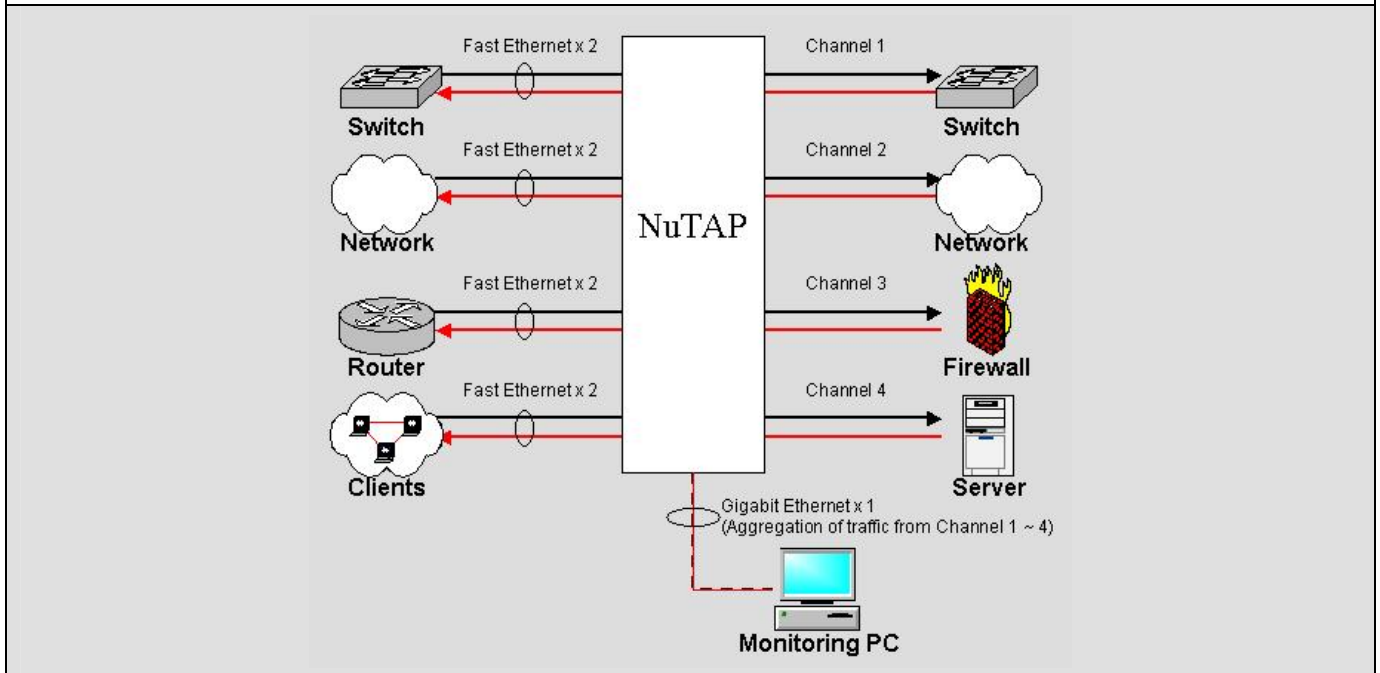 Fast Ethernet x 2
Channel 1
Switch
Switch
Fast Ethernet x 2
Channel 2
NuTAP
Network
Network
Fast Ethernet x 2
Channel 3
Router
Firewall
Fast Ethernet x 2
Channel 4
Clients
Server
Gigabit Ethernet x 1
(Aggregation of traffic from Channel 1 ~ 4)
Monitoring PC